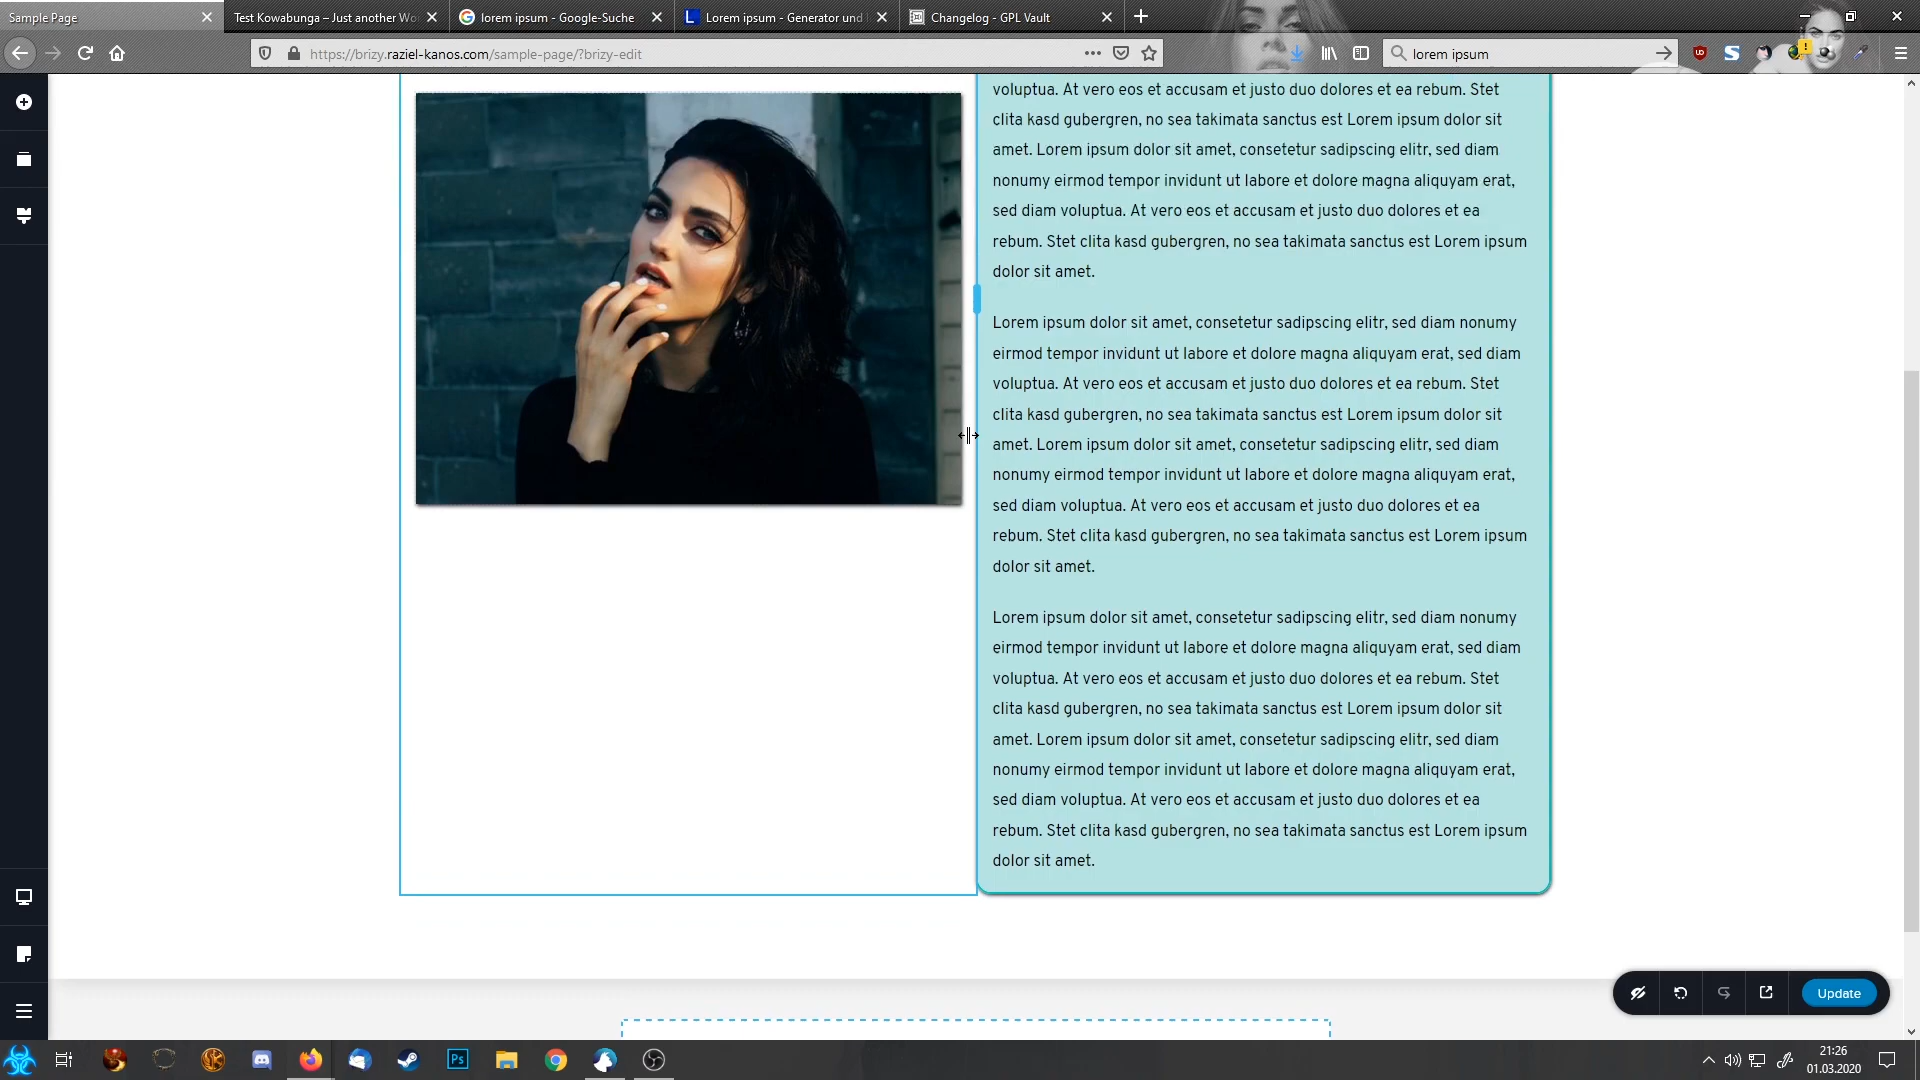 Sample Page
Test Kowabunga – Just another Wo
lorem ipsum - Google-Suche
Lorem ipsum - Generator und
Changelog - GPL Vault
https://brizy.raziel-kanos.com/sample-page/?brizy-edit
lorem ipsum
voluptua. At vero eos et accusam et justo duo dolores et ea rebum. Stet
clita kasd gubergren, no sea takimata sanctus est Lorem ipsum dolor sit
amet. Lorem ipsum dolor sit amet, consetetur sadipscing elitr, sed diam
nonumy eirmod tempor invidunt ut labore et dolore magna aliquyam erat,
sed diam voluptua. At vero eos et accusam et justo duo dolores et ea
rebum. Stet clita kasd gubergren, no sea takimata sanctus est Lorem ipsum
dolor sit amet.
Lorem ipsum dolor sit amet, consetetur sadipscing elitr, sed diam nonumy
eirmod tempor invidunt ut labore et dolore magna aliquyam erat, sed diam
voluptua. At vero eos et accusam et justo duo dolores et ea rebum. Stet
clita kasd gubergren, no sea takimata sanctus est Lorem ipsum dolor sit
amet. Lorem ipsum dolor sit amet, consetetur sadipscing elitr, sed diam
nonumy eirmod tempor invidunt ut labore et dolore magna aliquyam erat,
sed diam voluptua. At vero eos et accusam et justo duo dolores et ea
rebum. Stet clita kasd gubergren, no sea takimata sanctus est Lorem ipsum
dolor sit amet.
Lorem ipsum dolor sit amet, consetetur sadipscing elitr, sed diam nonumy
eirmod tempor invidunt ut labore et dolore magna aliquyam erat, sed diam
voluptua. At vero eos et accusam et justo duo dolores et ea rebum. Stet
clita kasd gubergren, no sea takimata sanctus est Lorem ipsum dolor sit
amet. Lorem ipsum dolor sit amet, consetetur sadipscing elitr, sed diam
nonumy eirmod tempor invidunt ut labore et dolore magna aliquyam erat,
sed diam voluptua. At vero eos et accusam et justo duo dolores et ea
rebum. Stet clita kasd gubergren, no sea takimata sanctus est Lorem ipsum
dolor sit amet.
Update
Ps
21:26
01.03.2020